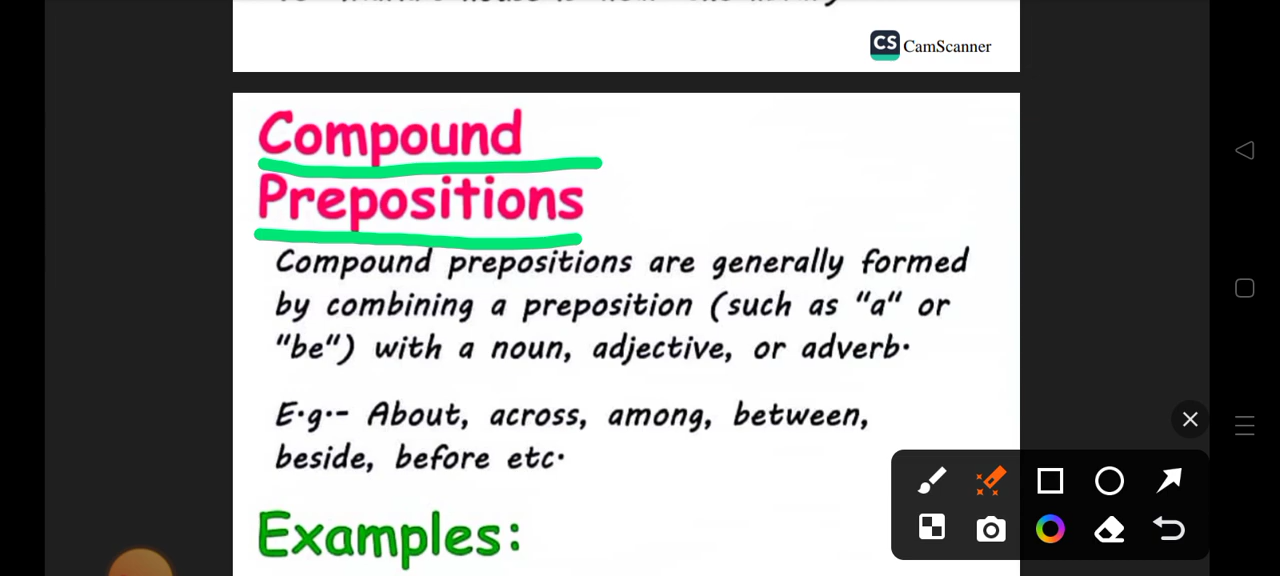 CS CamScanner
Compound
Prepositions
Compound prepositions are generally formed
by combining a preposition (such as "a" or
"be") with a noun, adjective, or adverb.
E.g.- About, across, among, between,
beside, before etc.
Examples: